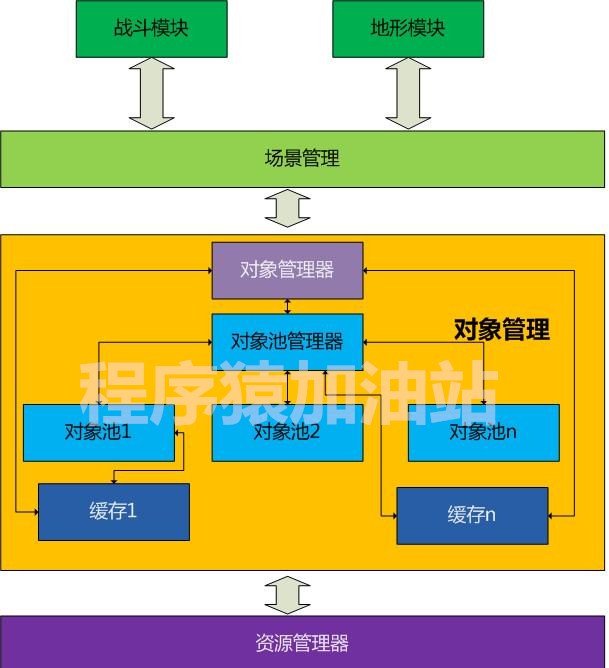 战斗模块
地形模块
场景管理
对象管理器
对象管理
对象池管理器
程序猿加油站
对象池1
对象池2
对象池n
缓存1
缓存n
资源管理器